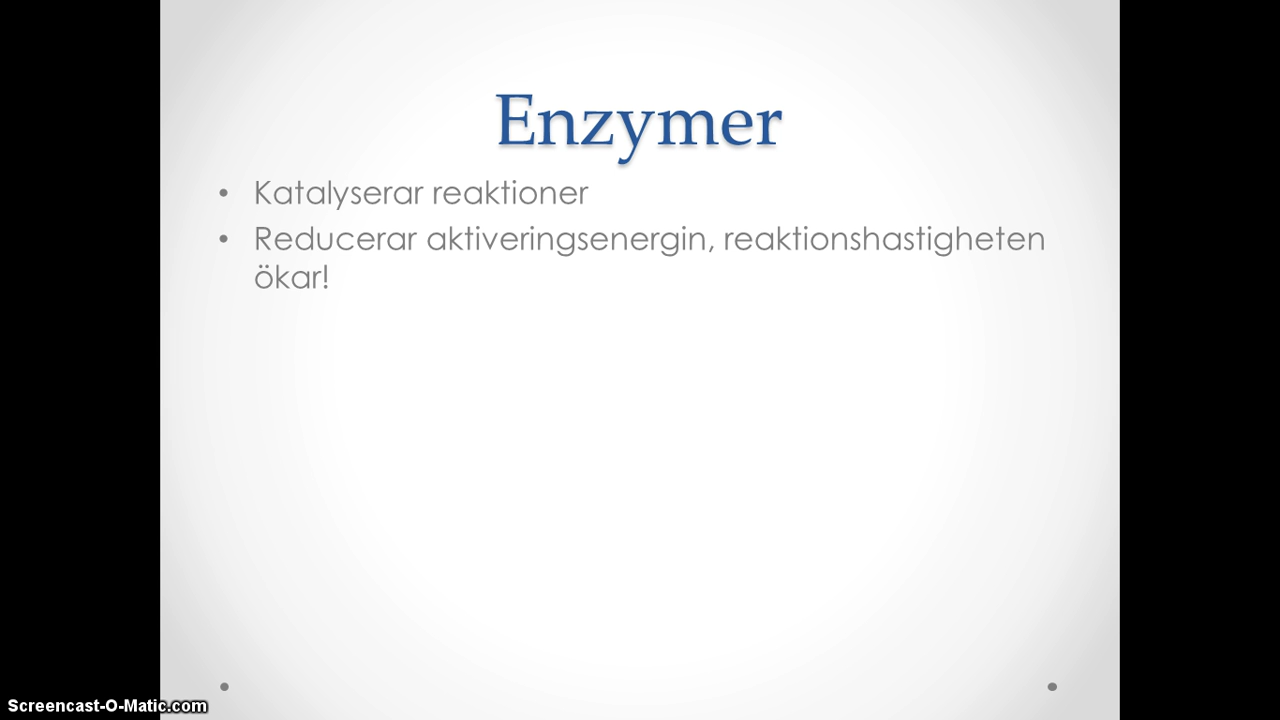 Enzymer
• Katalyserar reaktioner
• Reducerar aktiveringsenergin, reaktionshastigheten
ökar!
Screencast-O-Matic.com